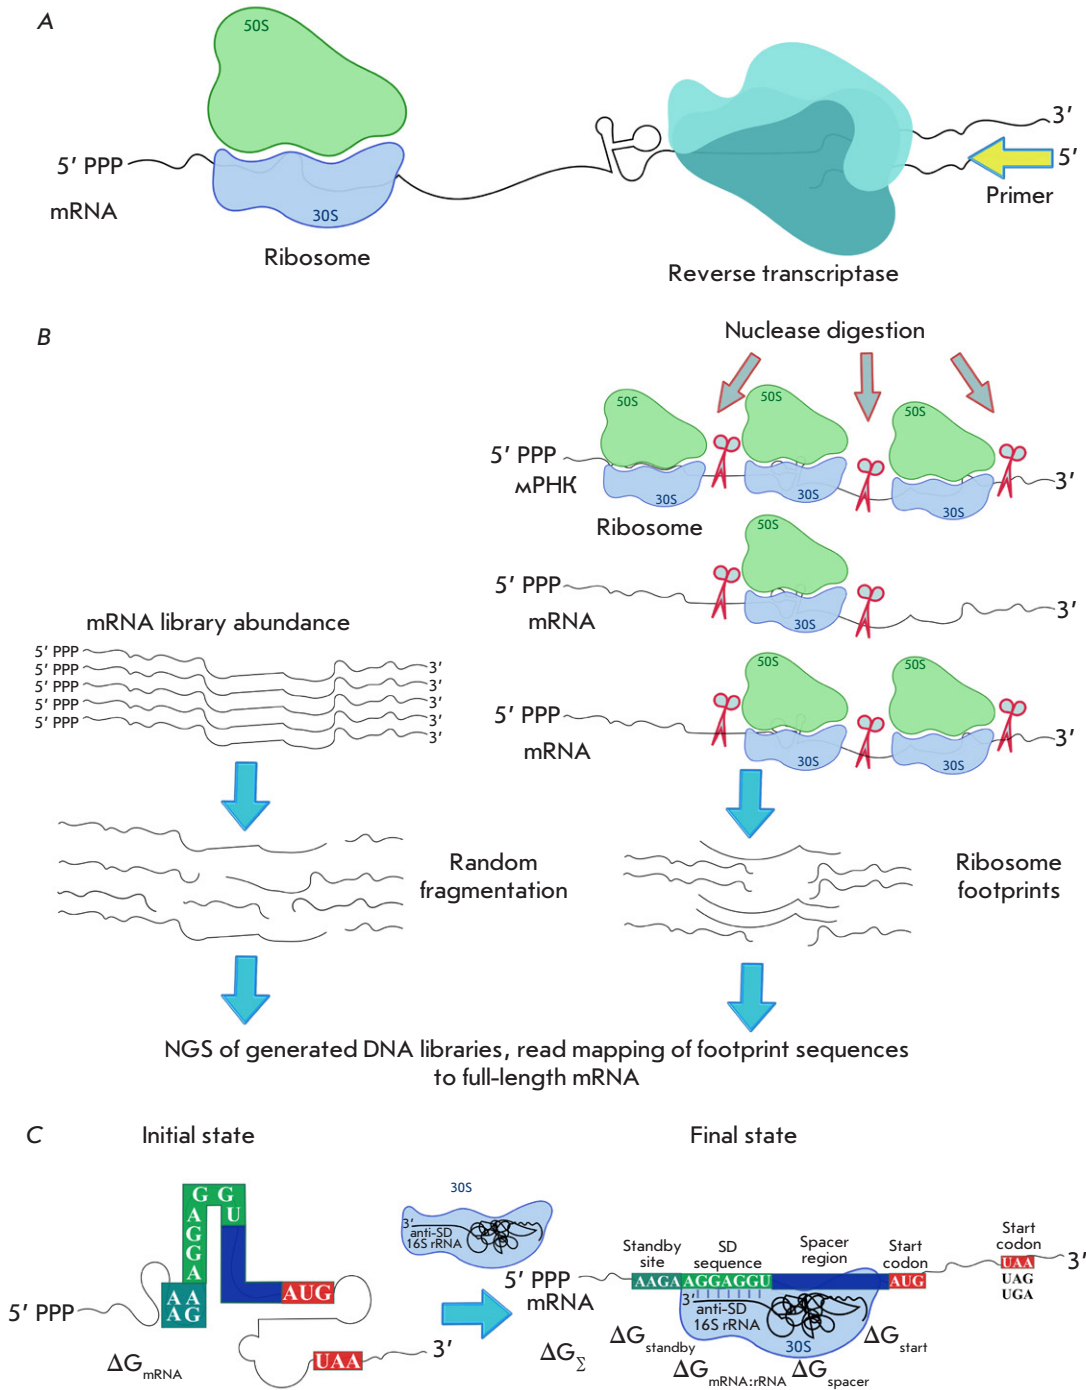 A
50S
5′ PPP
mRNA
30S
Ribosome
3′
5′
Primer
Reverse transcriptase
B
Nuclease digestion
50S
50S
50S
5′ PPP
мРНК
30S
30S
30S
3′
Ribosome
50S
5′ PPP
mRNA
30S
3′
mRNA library abundance
5′ PPP
5′ PPP
5′ PPP
5′ PPP
5′ PPP
3′
3′
3′
3′
3′
50S
50S
5′ PPP
mRNA
30S
30S
3′
Random
fragmentation
Ribosome
footprints
NGS of generated DNA libraries, read mapping of footprint sequences
to full-length mRNA
C
Initial state
Final state
G G
A U
G
G
A
A A
A G
AUG
5′ PPP
UAA
3′
ΔGmRNA
30S
3′
anti-SD
16S rRNA
5′ PPP
mRNA
ΔG∑
Standby
site
SD
sequence
Spacer
region
Start
codon
Start
codon
AAGA
AGGAGGU
AUG
UAA
UAG
UGA
3′
3′
anti-SD
16S rRNA
30S
ΔGstandby
ΔGmRNA:rRNA
ΔGspacer
ΔGstart